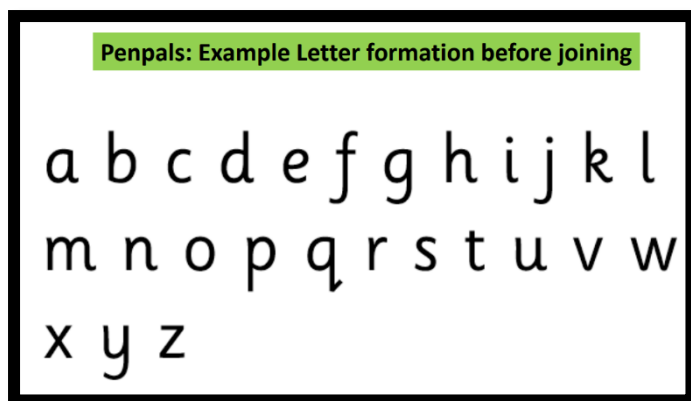 Penpals: Example Letter formation before joining
a b c d e f g h i j k l
m n o p q r s t u v w
x y z